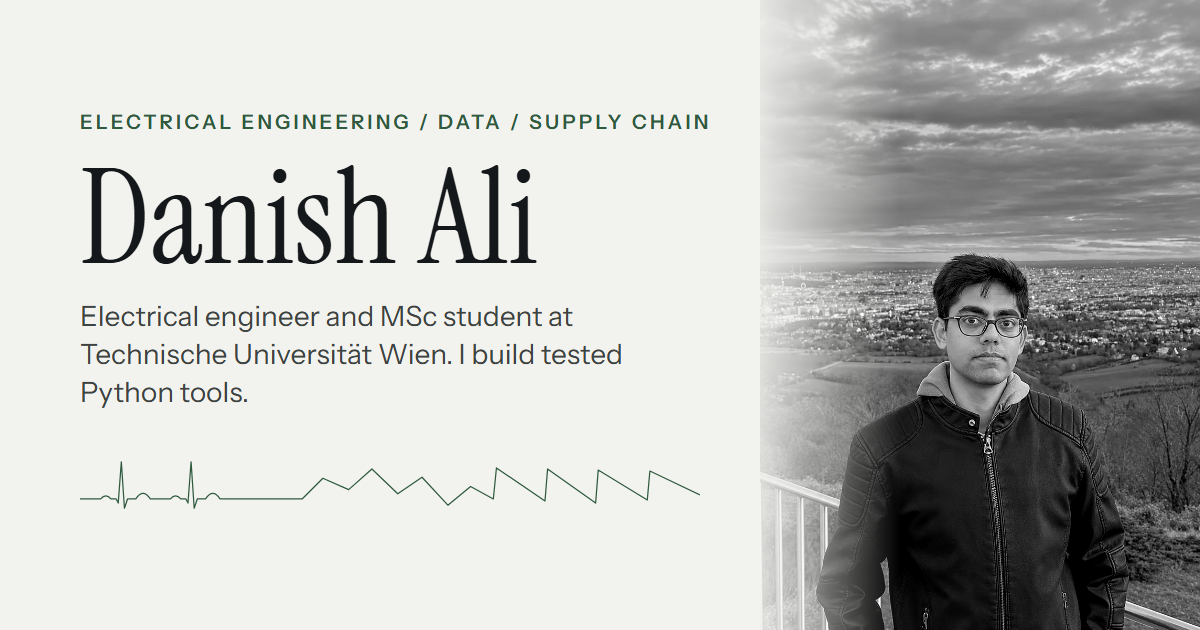 ELECTRICAL ENGINEERING / DATA / SUPPLY CHAIN
Danish Ali
Electrical engineer and MSc student at
Technische Universität Wien. I build tested
Python tools.